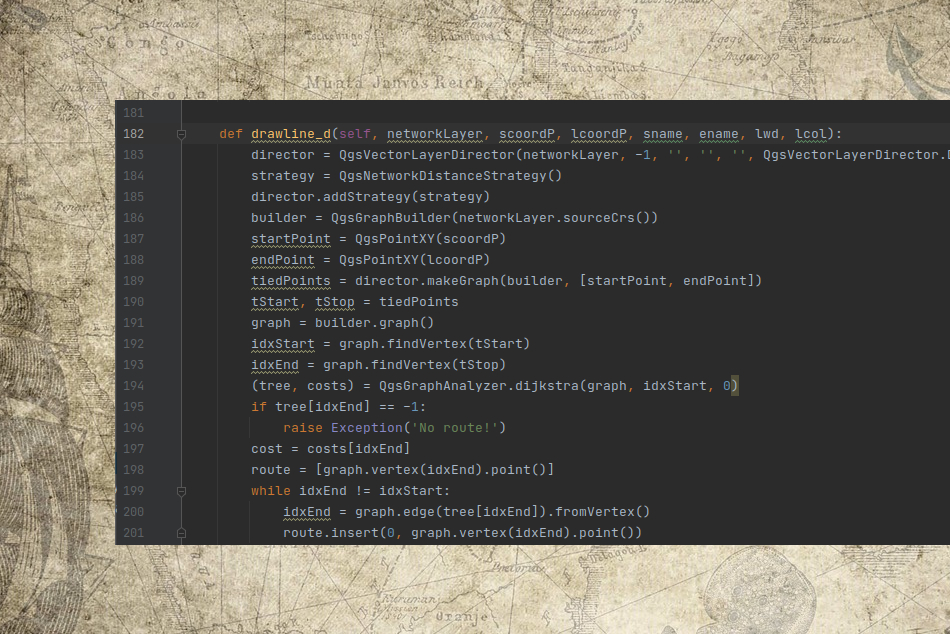 Congo
Muata Janvos Reich
Angola
181
182 def drawline_d(self, networkLayer, scoordP, lcoordP, sname, ename, lwd, lcol):
183 director = QgsVectorLayerDirector(networkLayer, -1, '', '', '', QgsVectorLayerDirector.
184 strategy = QgsNetworkDistanceStrategy()
185 director.addStrategy(strategy)
186 builder = QgsGraphBuilder(networkLayer.sourceCrs())
187 startPoint = QgsPointXY(scoordP)
188 endPoint = QgsPointXY(lcoordP)
189 tiedPoints = director.makeGraph(builder, [startPoint, endPoint])
190 tStart, tStop = tiedPoints
191 graph = builder.graph()
192 idxStart = graph.findVertex(tStart)
193 idxEnd = graph.findVertex(tStop)
194 (tree, costs) = QgsGraphAnalyzer.dijkstra(graph, idxStart, 0)
195 if tree[idxEnd] == -1:
196 raise Exception('No route!')
197 cost = costs[idxEnd]
198 route = [graph.vertex(idxEnd).point()]
199 while idxEnd != idxStart:
200 idxEnd = graph.edge(tree[idxEnd]).fromVertex()
201 route.insert(0, graph.vertex(idxEnd).point())
Oranje